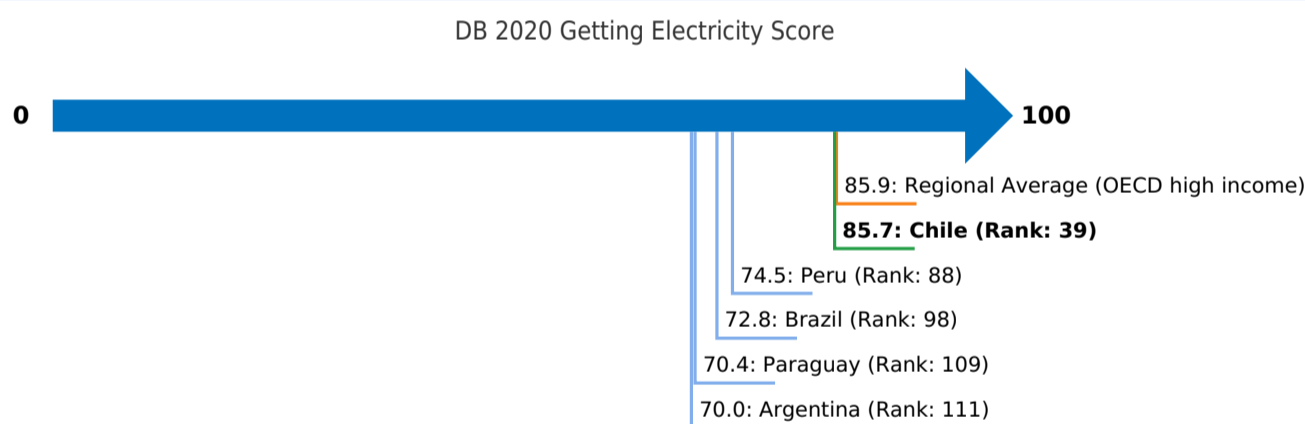 DB 2020 Getting Electricity Score
0
100
85.9: Regional Average (OECD high income)
85.7: Chile (Rank: 39)
74.5: Peru (Rank: 88)
72.8: Brazil (Rank: 98)
70.4: Paraguay (Rank: 109)
70.0: Argentina (Rank: 111)